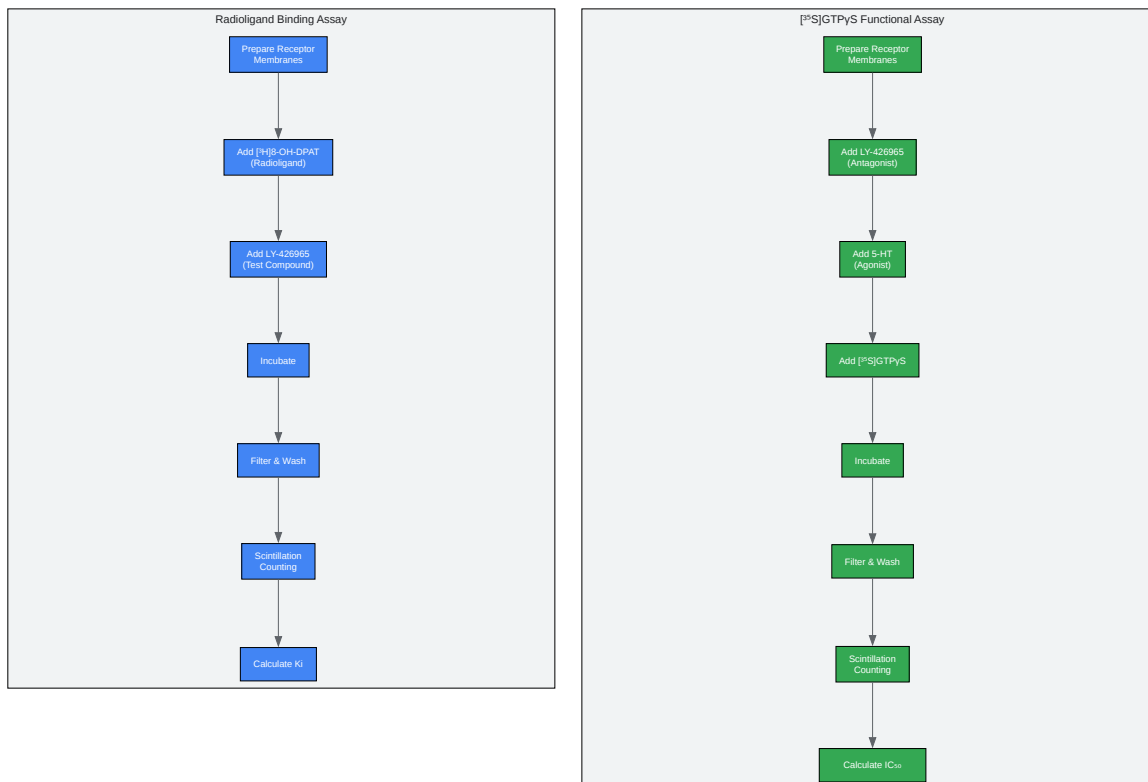 Radioligand Binding Assay
Prepare Receptor
Membranes
Add [³H]8-OH-DPAT
(Radioligand)
Add LY-426965
(Test Compound)
Incubate
Filter & Wash
Scintillation
Counting
Calculate Ki
[³⁵S]GTPγS Functional Assay
Prepare Receptor
Membranes
Add LY-426965
(Antagonist)
Add 5-HT
(Agonist)
Add [³⁵S]GTPγS
Incubate
Filter & Wash
Scintillation
Counting
Calculate IC₅₀